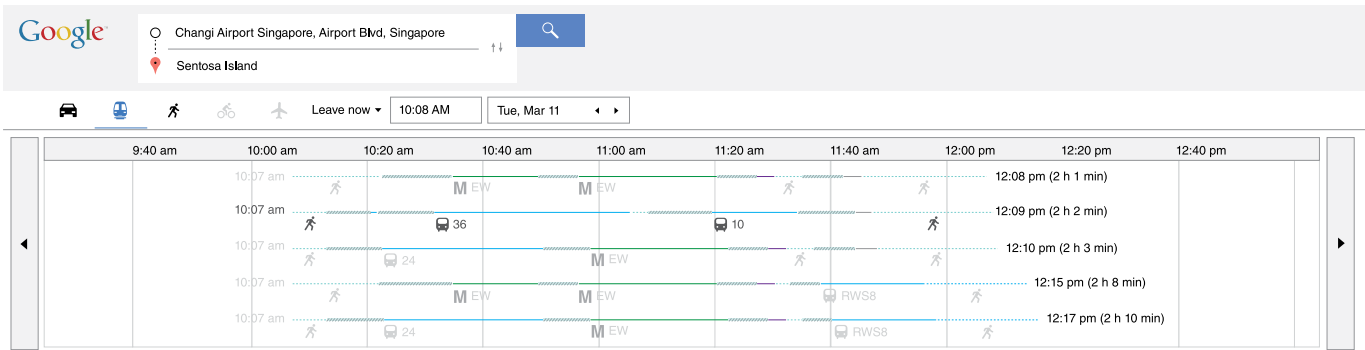 Google
Changi Airport Singapore, Airport Blvd, Singapore
Sentosa Island
Leave now 10:08 AM Tue, Mar 11
9:40 am 10:00 am 10:20 am 10:40 am 11:00 am 11:20 am 11:40 am 12:00 pm 12:20 pm 12:40 pm
10:07 am 12:08 pm (2 h 1 min)
M EW M EW
10:07 am 12:09 pm (2 h 2 min)
36 10
10:07 am 12:10 pm (2 h 3 min)
24 M EW
10:07 am 12:15 pm (2 h 8 min)
M EW M EW RWS8
10:07 am 12:17 pm (2 h 10 min)
24 M EW RWS8